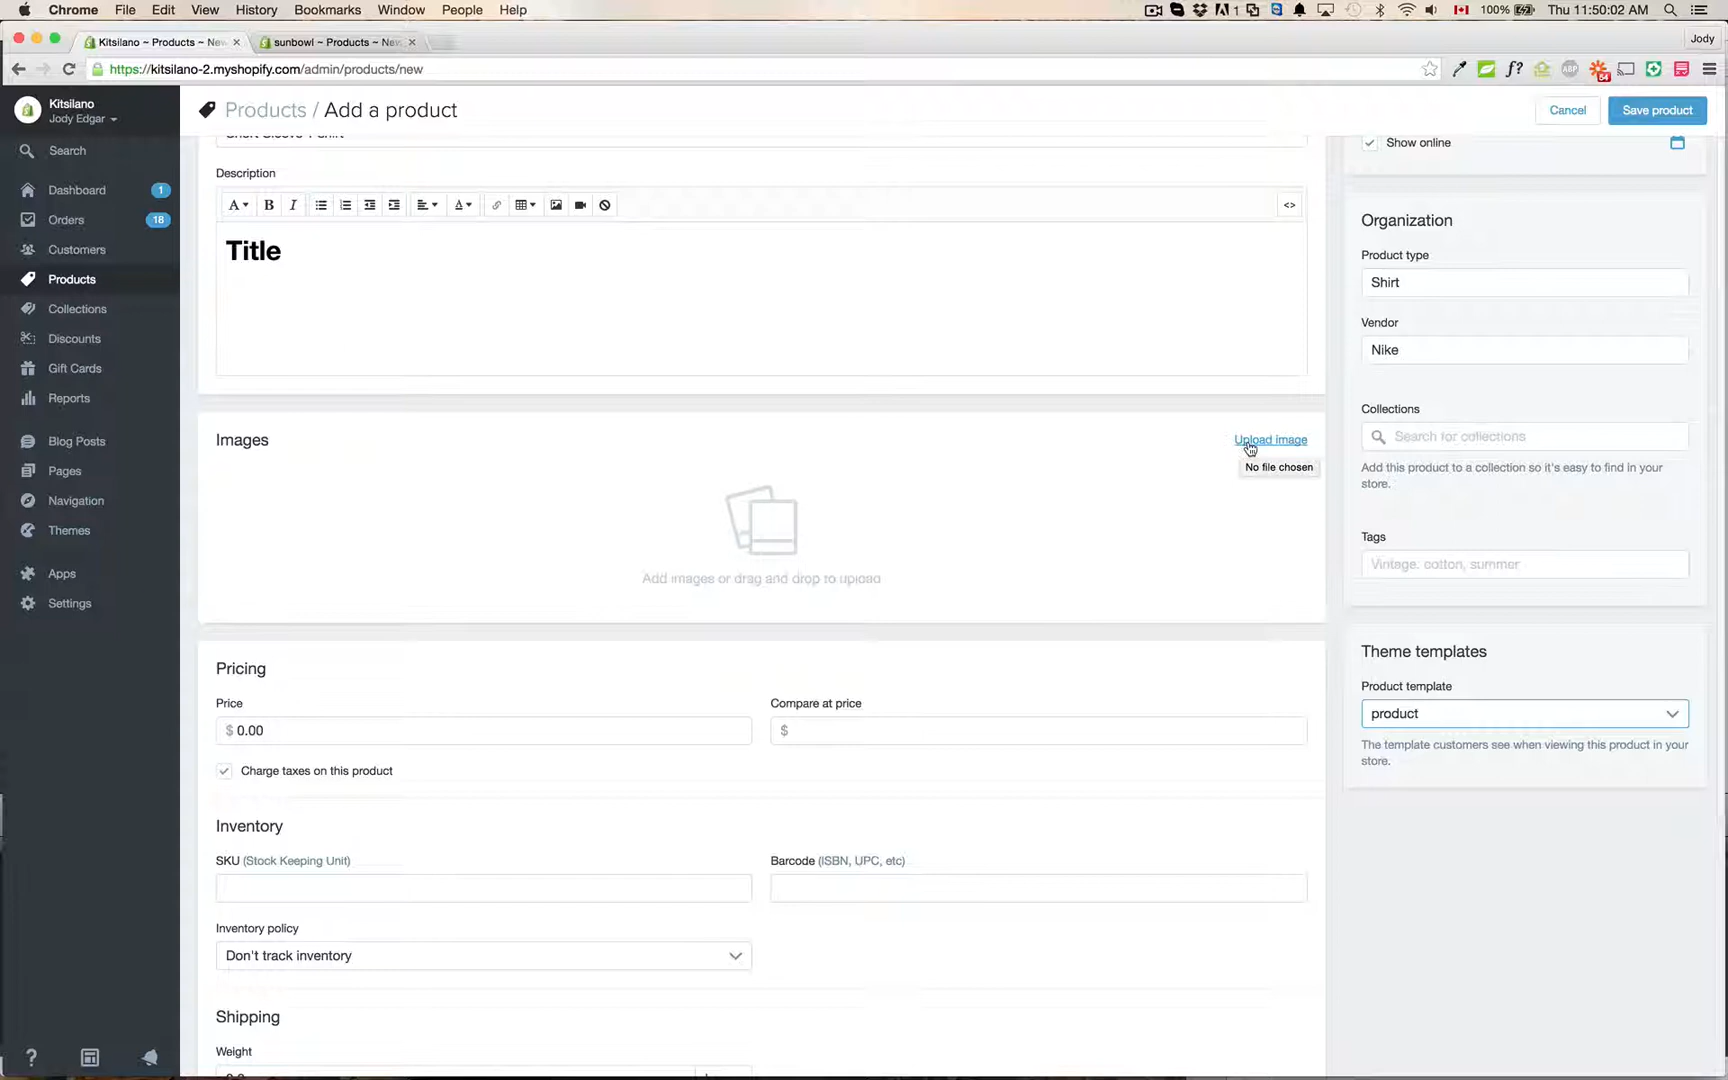 Chrome File Edit View History Bookmarks Window People Help
1 100% Thu 11:50:02 AM
Kitsilano ~ Products ~ New
sunbowl ~ Products ~ New
Jody
https://kitsilano-2.myshopify.com/admin/products/new
f? ABP 54
Kitsilano
Jody Edgar
Products / Add a product
Cancel
Save product
Search
Dashboard 1
Orders 18
Customers
Products
Collections
Discounts
Gift Cards
Reports
Blog Posts
Pages
Navigation
Themes
Apps
Settings
?
Short Sleeve T-Shirt
Description
A B I A <>
Title
Images
Upload image
No file chosen
Add images or drag and drop to upload
Pricing
Price
$ 0.00
Compare at price
$
Charge taxes on this product
Inventory
SKU (Stock Keeping Unit)
Barcode (ISBN, UPC, etc)
Inventory policy
Don't track inventory
Shipping
Weight
Show online
Organization
Product type
Shirt
Vendor
Nike
Collections
Search for collections
Add this product to a collection so it's easy to find in your
store.
Tags
Vintage, cotton, summer
Theme templates
Product template
product
The template customers see when viewing this product in your
store.